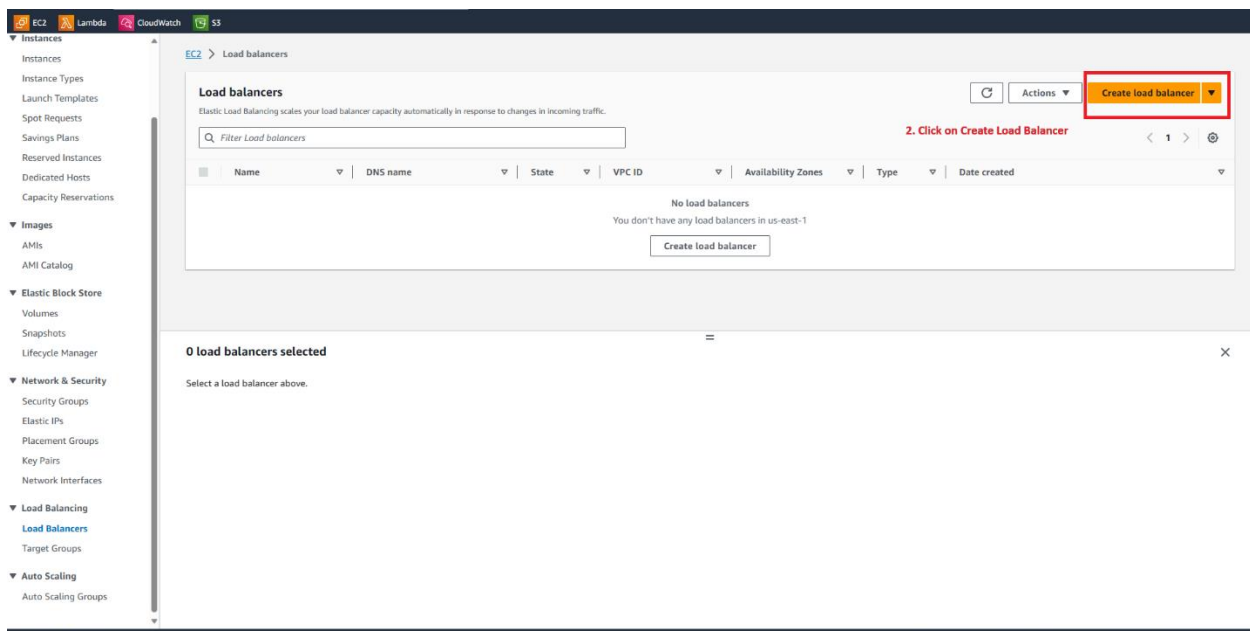 EC2 Lambda CloudWatch S3
Instances
Instances
Instance Types
Launch Templates
Spot Requests
Savings Plans
Reserved Instances
Dedicated Hosts
Capacity Reservations
Images
AMIs
AMI Catalog
Elastic Block Store
Volumes
Snapshots
Lifecycle Manager
Network & Security
Security Groups
Elastic IPs
Placement Groups
Key Pairs
Network Interfaces
Load Balancing
Load Balancers
Target Groups
Auto Scaling
Auto Scaling Groups
EC2 > Load balancers
Load balancers
Actions
Create load balancer
Elastic Load Balancing scales your load balancer capacity automatically in response to changes in incoming traffic.
Filter Load balancers
2. Click on Create Load Balancer
< 1 >
Name DNS name State VPC ID Availability Zones Type Date created
No load balancers
You don't have any load balancers in us-east-1
Create load balancer
0 load balancers selected
Select a load balancer above.